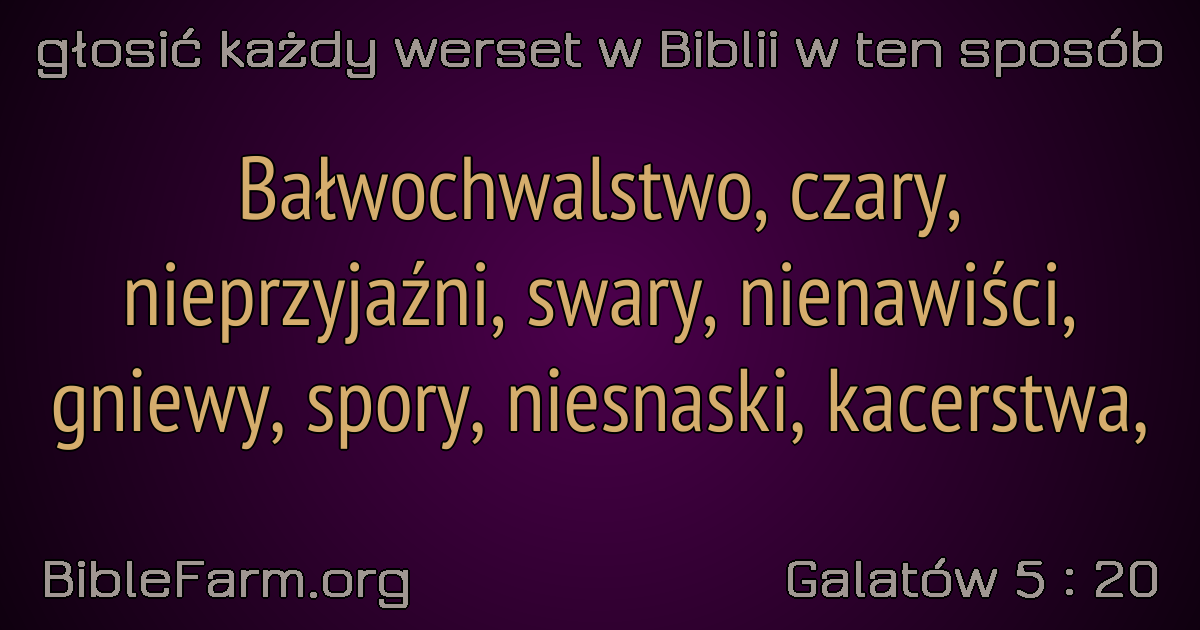 głosić każdy werset w Biblii w ten sposób
Bałwochwalstwo, czary,
nieprzyjaźni, swary, nienawiści,
gniewy, spory, niesnaski, kacerstwa,
BibleFarm.org
Galatów 5 : 20